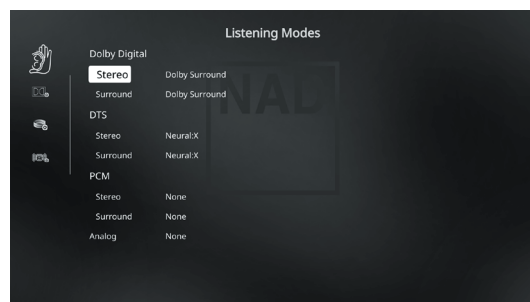 Listening Modes
Dolby Digital
Stereo Dolby Surround
Surround Dolby Surround
DTS
Stereo Neural:X
Surround Neural:X
PCM
Stereo None
Surround None
Analog None
NAD